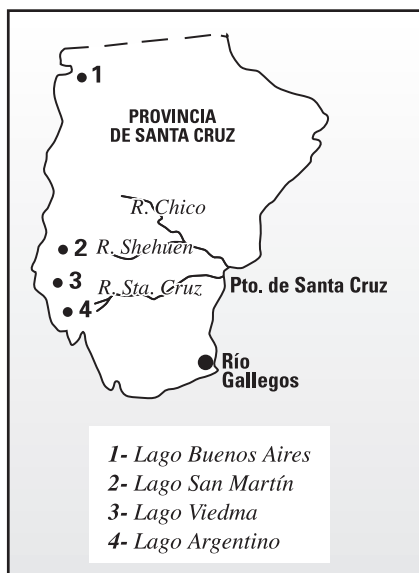 1
PROVINCIA
DE SANTA CRUZ
R. Chico
2
R. Shehuen
3
R. Sta. Cruz
Pto. de Santa Cruz
4
Río
Gallegos
1- Lago Buenos Aires
2- Lago San Martín
3- Lago Viedma
4- Lago Argentino